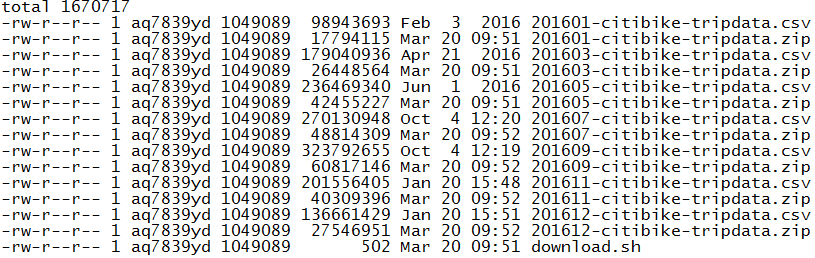 total 1670717
-rw-r--r-- 1 aq7839yd 1049089  98943693 Feb  3  2016 201601-citibike-tripdata.csv
-rw-r--r-- 1 aq7839yd 1049089  17794115 Mar 20 09:51 201601-citibike-tripdata.zip
-rw-r--r-- 1 aq7839yd 1049089 179040936 Apr 21  2016 201603-citibike-tripdata.csv
-rw-r--r-- 1 aq7839yd 1049089  26448564 Mar 20 09:51 201603-citibike-tripdata.zip
-rw-r--r-- 1 aq7839yd 1049089 236469340 Jun  1  2016 201605-citibike-tripdata.csv
-rw-r--r-- 1 aq7839yd 1049089  42455227 Mar 20 09:51 201605-citibike-tripdata.zip
-rw-r--r-- 1 aq7839yd 1049089 270130948 Oct  4 12:20 201607-citibike-tripdata.csv
-rw-r--r-- 1 aq7839yd 1049089  48814309 Mar 20 09:52 201607-citibike-tripdata.zip
-rw-r--r-- 1 aq7839yd 1049089 323792655 Oct  4 12:19 201609-citibike-tripdata.csv
-rw-r--r-- 1 aq7839yd 1049089  60817146 Mar 20 09:52 201609-citibike-tripdata.zip
-rw-r--r-- 1 aq7839yd 1049089 201556405 Jan 20 15:48 201611-citibike-tripdata.csv
-rw-r--r-- 1 aq7839yd 1049089  40309396 Mar 20 09:52 201611-citibike-tripdata.zip
-rw-r--r-- 1 aq7839yd 1049089 136661429 Jan 20 15:51 201612-citibike-tripdata.csv
-rw-r--r-- 1 aq7839yd 1049089  27546951 Mar 20 09:52 201612-citibike-tripdata.zip
-rw-r--r-- 1 aq7839yd 1049089       502 Mar 20 09:51 download.sh